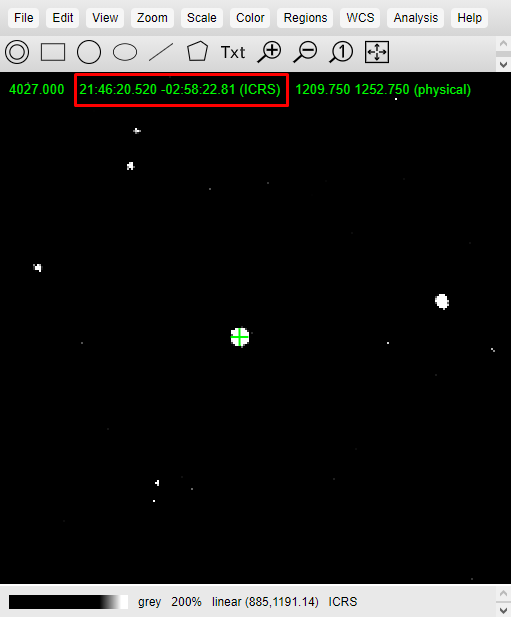 File Edit View Zoom Scale Color Regions WCS Analysis Help
Txt 1
4027.000 21:46:20.520 -02:58:22.81 (ICRS) 1209.750 1252.750 (physical)
grey 200% linear (885,1191.14) ICRS